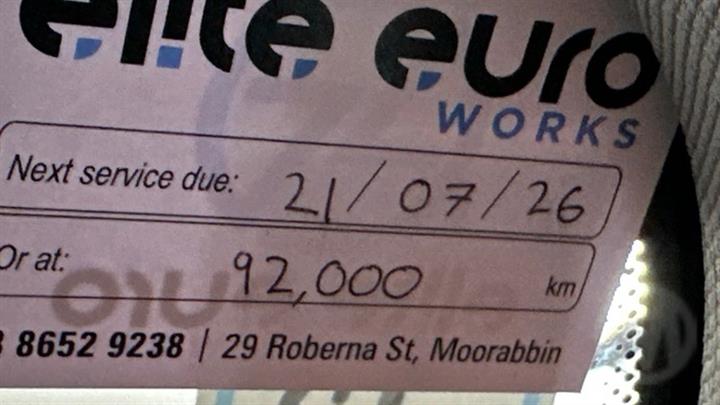 elite euro
WORKS
Next service due: 21/07/26
Or at: 92,000 km
8652 9238 | 29 Roberna St, Moorabbin